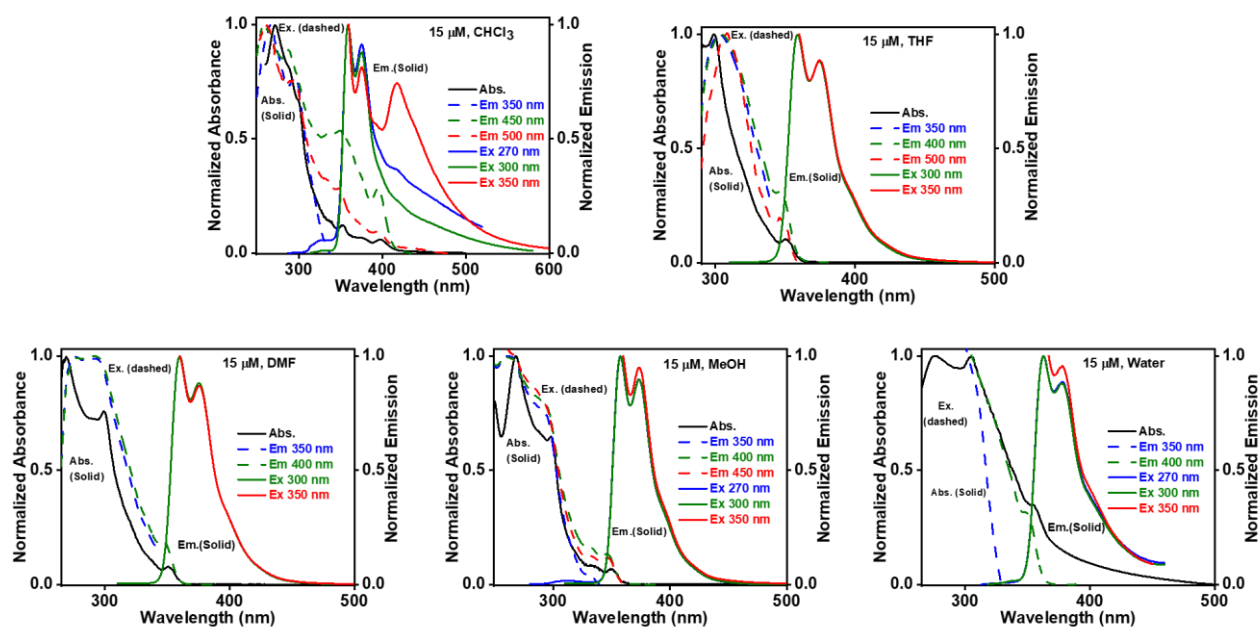 15 μM, CHCl3
Ex. (dashed)
Em.(Solid)
Abs.
(Solid)
Abs.
Em 350 nm
Em 450 nm
Em 500 nm
Ex 270 nm
Ex 300 nm
Ex 350 nm
Normalized Absorbance
Normalized Emission
1.0
0.5
0.0
1.0
0.5
0.0
300
400
500
600
Wavelength (nm)
15 μM, THF
Ex. (dashed)
Abs.
(Solid)
Em.(Solid)
Abs.
Em 350 nm
Em 400 nm
Em 500 nm
Ex 300 nm
Ex 350 nm
Normalized Absorbance
Normalized Emission
1.0
0.5
0.0
1.0
0.5
0.0
300
400
500
Wavelength (nm)
15 μM, DMF
Ex. (dashed)
Abs.
(Solid)
Em.(Solid)
Abs.
Em 350 nm
Em 400 nm
Ex 300 nm
Ex 350 nm
Normalized Absorbance
Normalized Emission
1.0
0.5
0.0
1.0
0.5
0.0
300
400
500
Wavelength (nm)
15 μM, MeOH
Ex. (dashed)
Abs.
(Solid)
Em.(Solid)
Abs.
Em 350 nm
Em 400 nm
Em 450 nm
Ex 270 nm
Ex 300 nm
Ex 350 nm
Normalized Absorbance
Normalized Emission
1.0
0.5
0.0
1.0
0.5
0.0
300
400
500
Wavelength (nm)
15 μM, Water
Ex.
(dashed)
Abs. (Solid)
Em.(Solid)
Abs.
Em 350 nm
Em 400 nm
Ex 270 nm
Ex 300 nm
Ex 350 nm
Normalized Absorbance
Normalized Emission
1.0
0.5
0.0
1.0
0.5
0.0
300
400
500
Wavelength (nm)